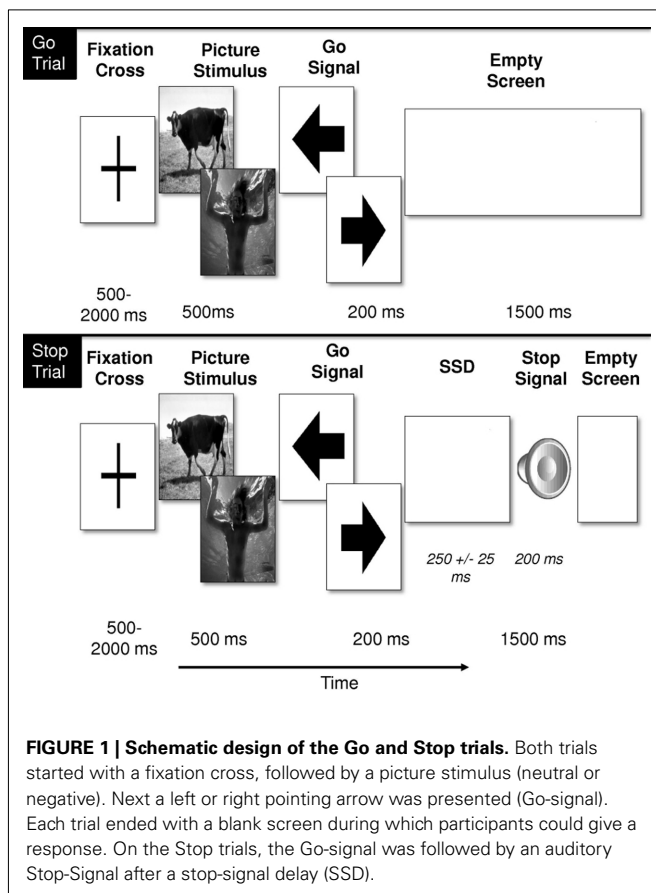 Go
Trial
Fixation
Cross
Picture
Stimulus
Go
Signal
Empty
Screen
500-
2000 ms
500ms
200 ms
1500 ms
Stop
Trial
Fixation
Cross
Picture
Stimulus
Go
Signal
SSD
Stop
Signal
Empty
Screen
250 +/- 25
ms
200 ms
500-
2000 ms
500 ms
200 ms
1500 ms
Time
FIGURE 1 | Schematic design of the Go and Stop trials. Both trials
started with a fixation cross, followed by a picture stimulus (neutral or
negative). Next a left or right pointing arrow was presented (Go-signal).
Each trial ended with a blank screen during which participants could give a
response. On the Stop trials, the Go-signal was followed by an auditory
Stop-Signal after a stop-signal delay (SSD).